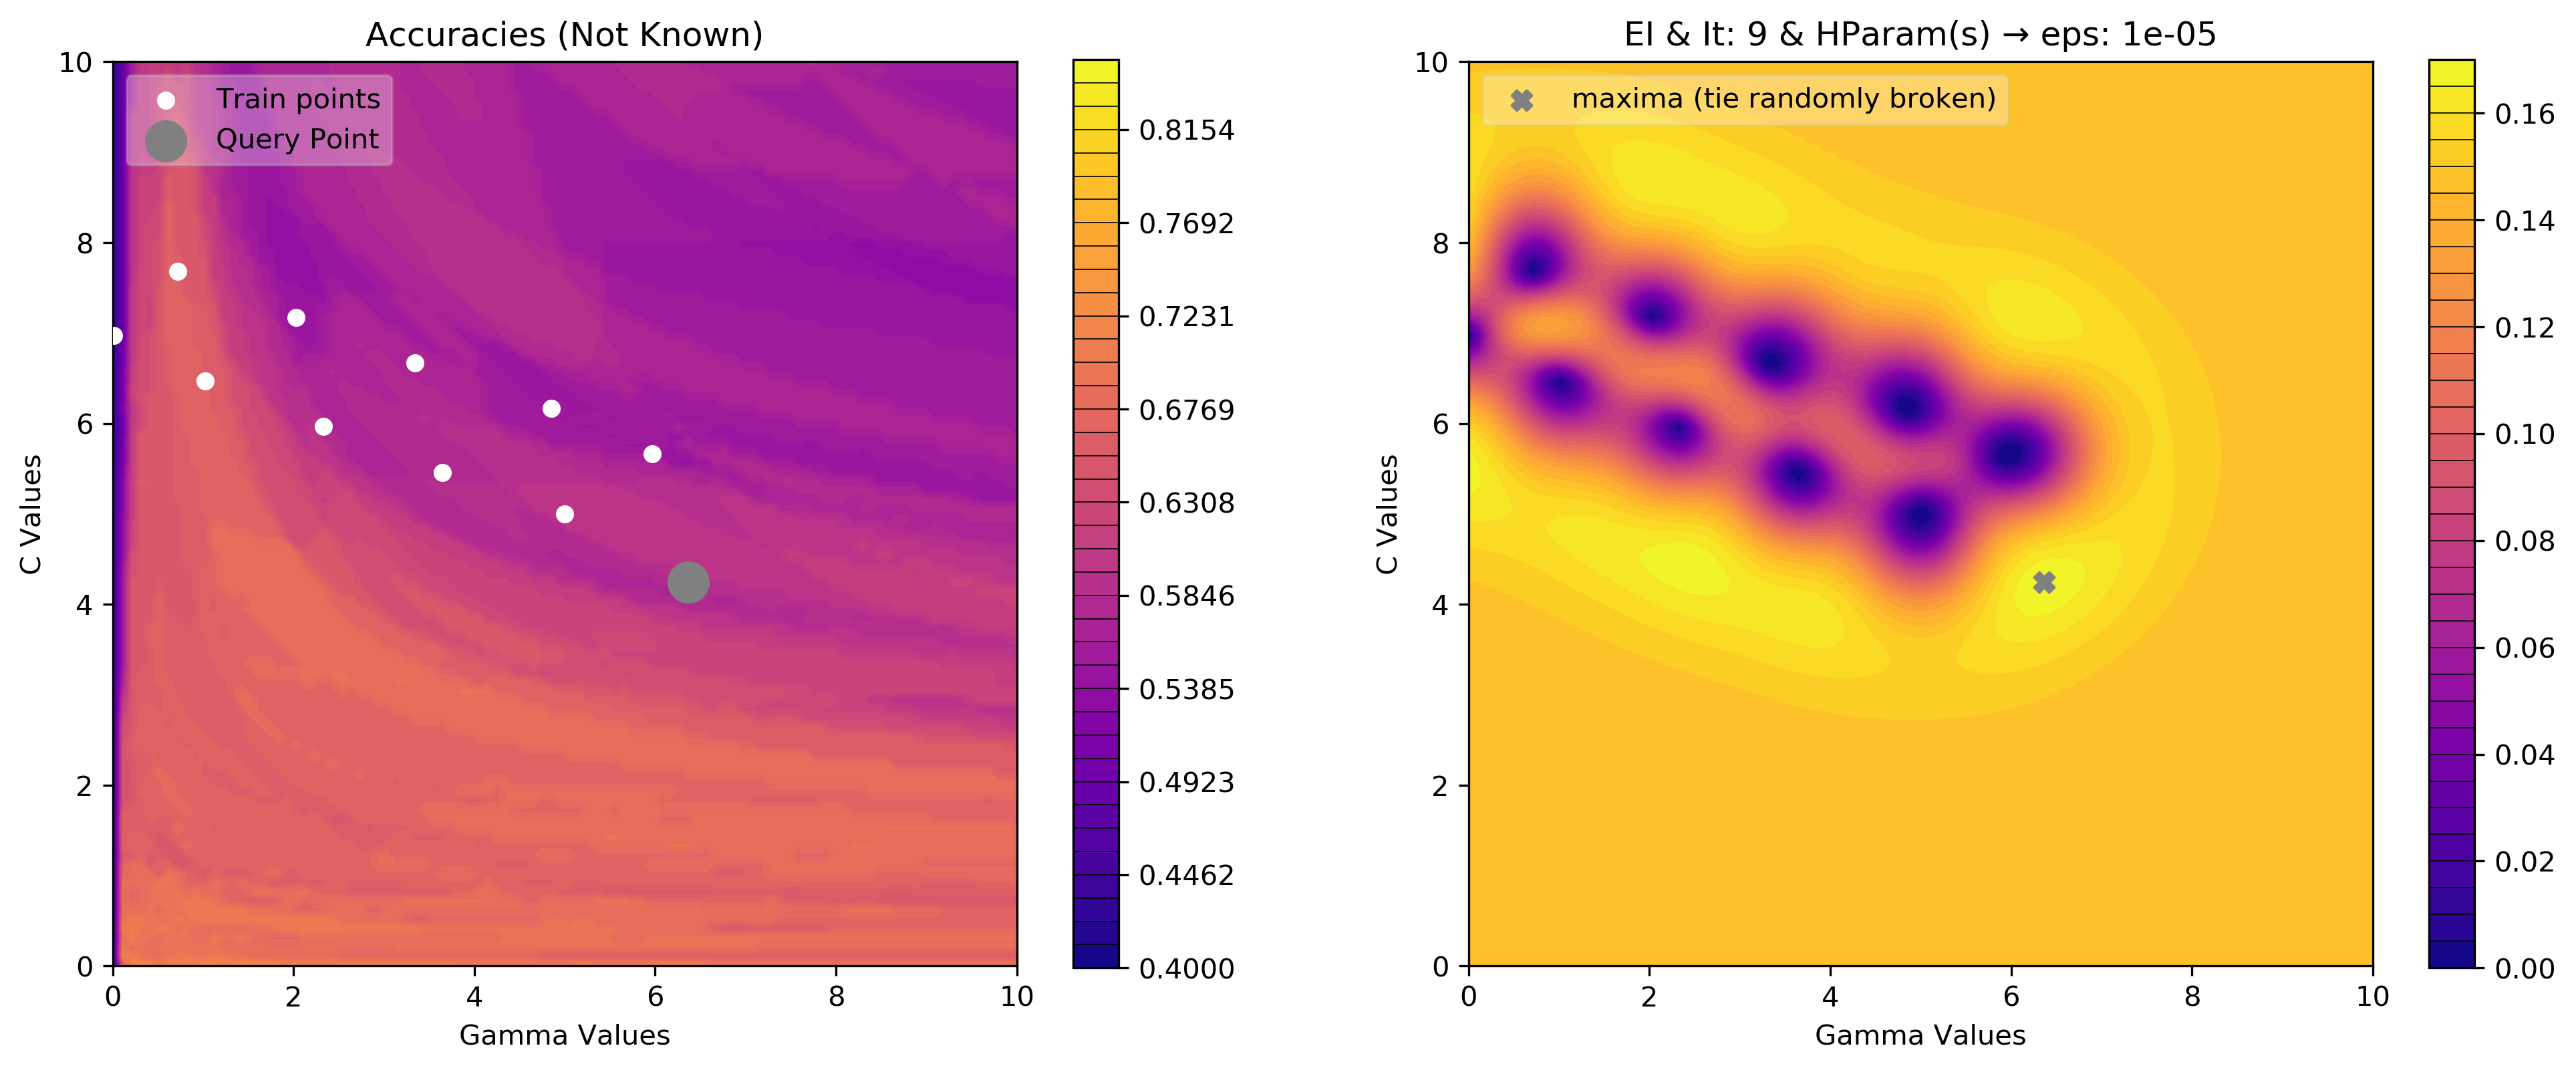 Accuracies (Not Known)
Train points
Query Point
10
8
6
4
2
0
C Values
0 2 4 6 8 10
Gamma Values
0.8154
0.7692
0.7231
0.6769
0.6308
0.5846
0.5385
0.4923
0.4462
0.4000
EI & It: 9 & HParam(s) → eps: 1e-05
maxima (tie randomly broken)
10
8
6
4
2
0
C Values
0 2 4 6 8 10
Gamma Values
0.16
0.14
0.12
0.10
0.08
0.06
0.04
0.02
0.00